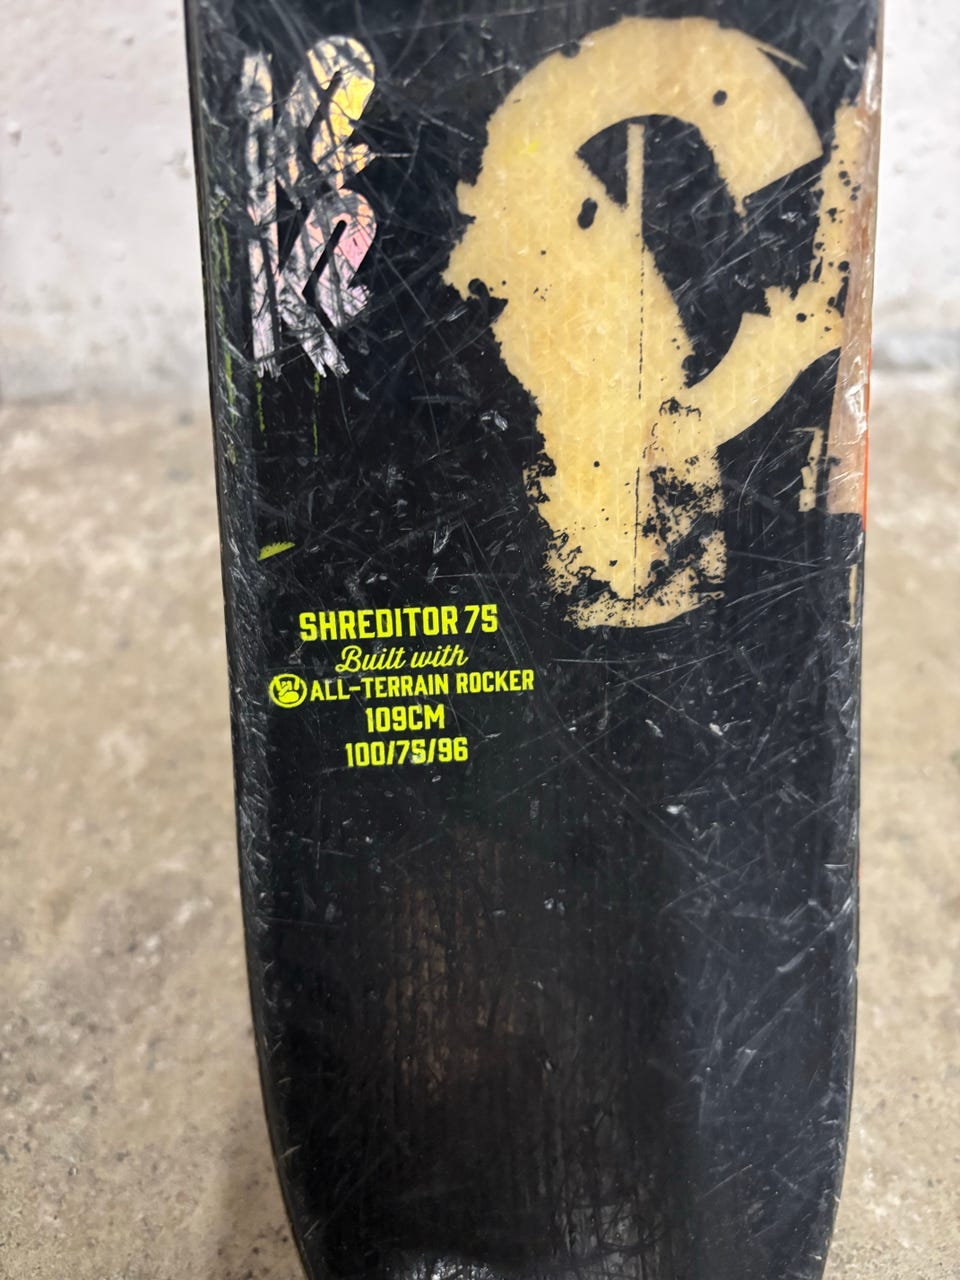 K2
SHREDITOR 75
Built with
ALL-TERRAIN ROCKER
109CM
100/75/96